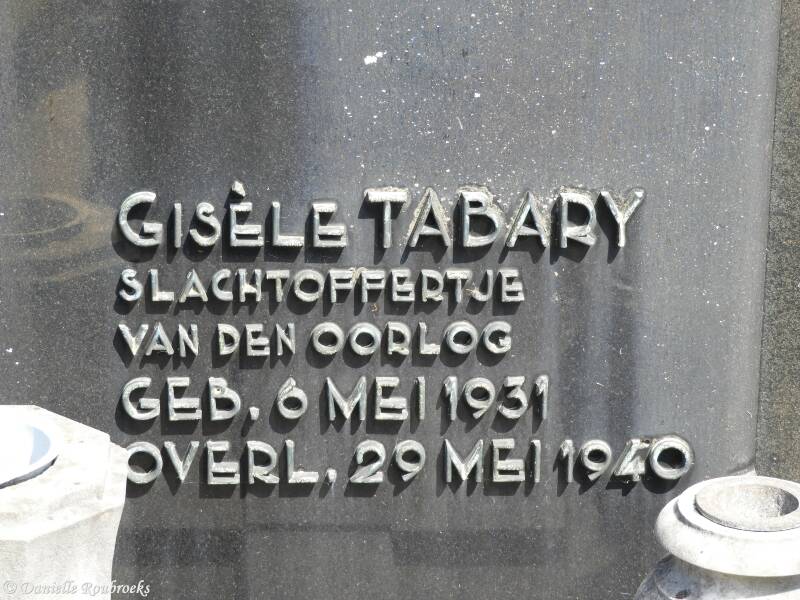 GISÈLE TABARY
SLACHTOFFERTJE
VAN DEN OORLOG
GEB. 6 MEI 1931
OVERL. 29 MEI 1940
© Danielle Roubroeks